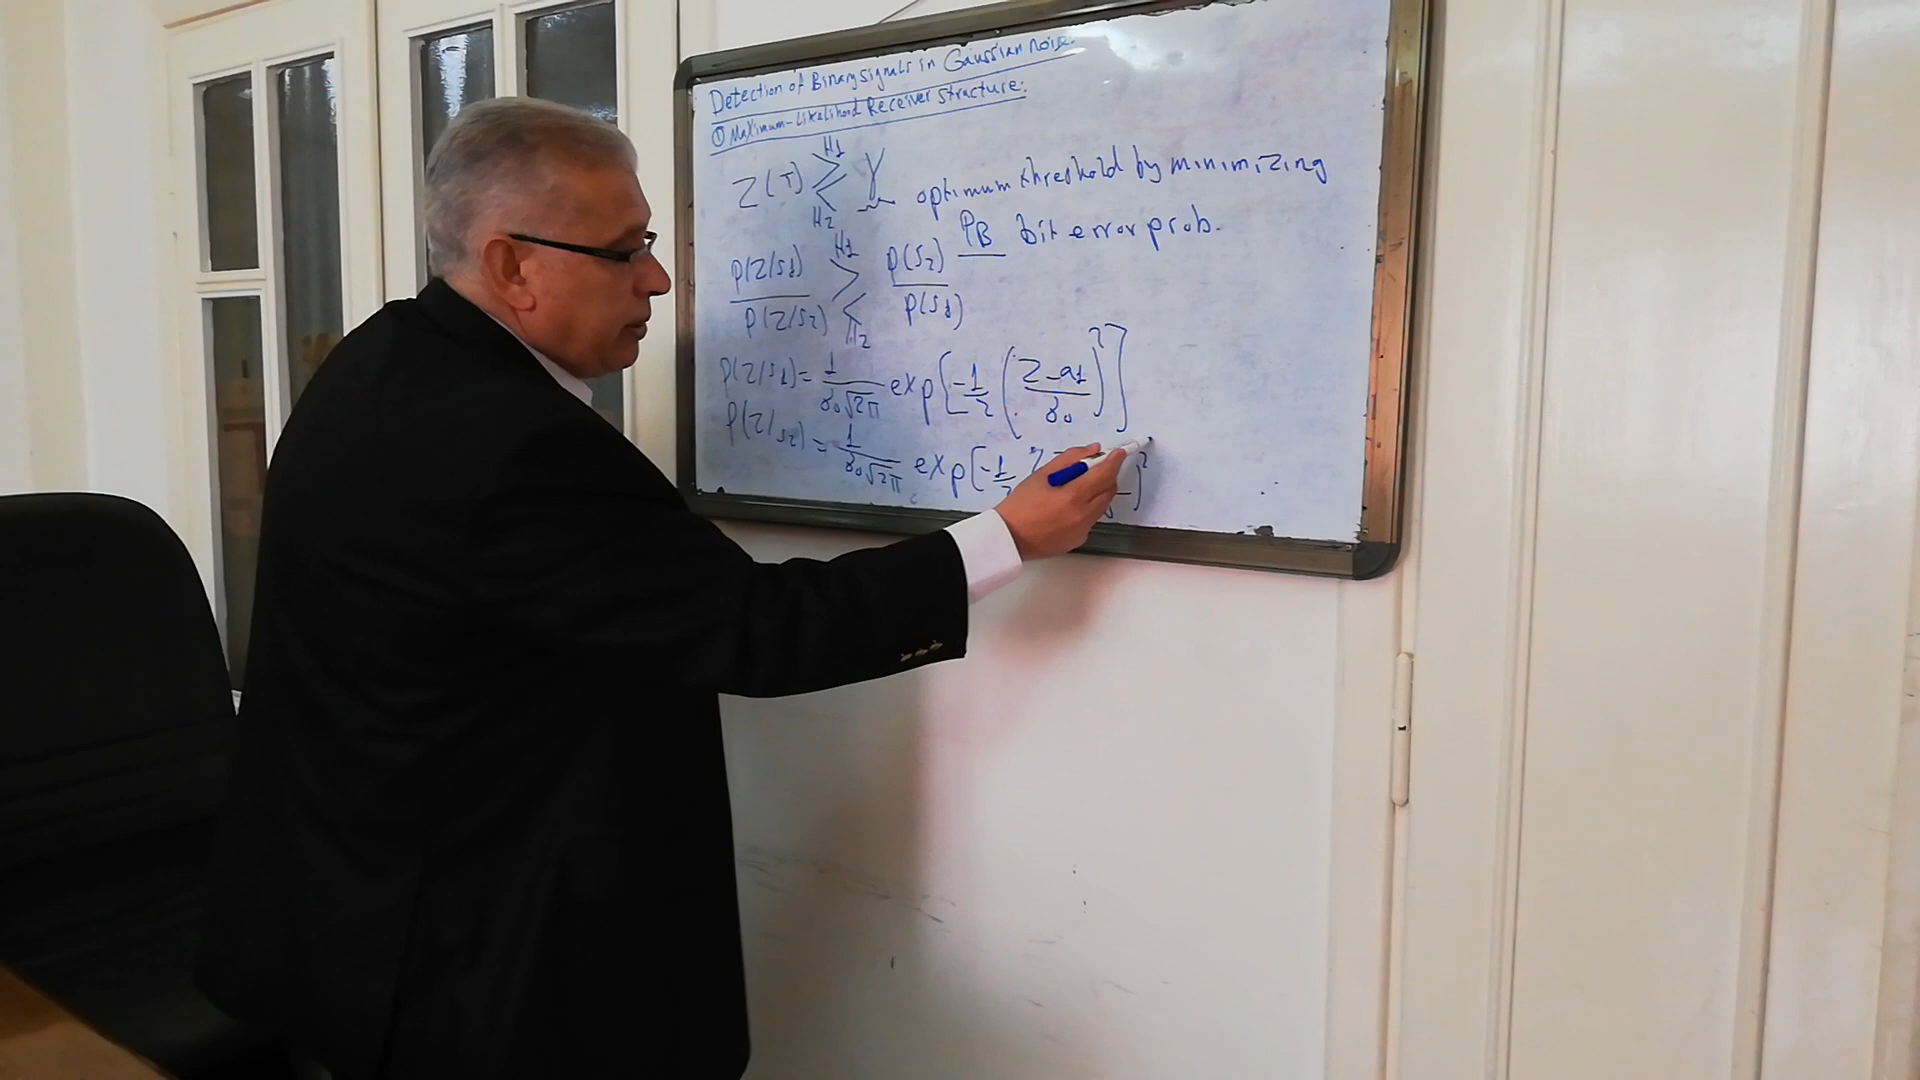 Detection of Binary signals in Gaussian noise.
① Maximum-Likelihood Receiver structure:
Z(T) ≷ γ optimum threshold by minimizing
H1
H2
PB bit error prob.
p(z/s1) / p(z/s2) ≷ p(s2) / p(s1)
H1
H2
p(z/s1) = 1/(σ0√2π) exp[-1/2 ((z-a1)/σ0)²]
p(z/s2) = 1/(σ0√2π) exp[-1/2